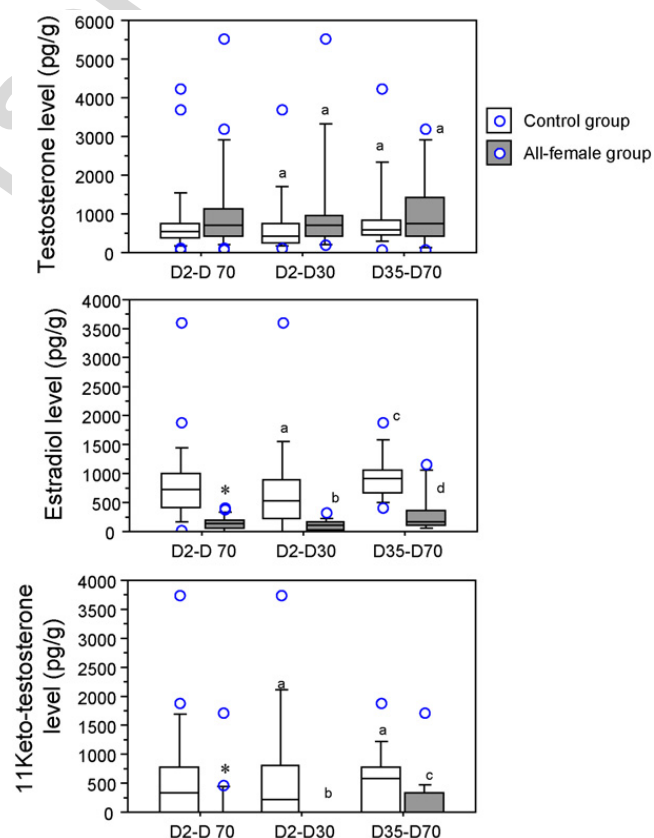 6000
5000
4000
3000
2000
1000
0
Testosterone level (pg/g)
a
a
a
a
D2-D 70
D2-D30
D35-D70
Control group
All-female group
4000
3500
3000
2500
2000
1500
1000
500
0
Estradiol level (pg/g)
*
a
b
c
d
D2-D 70
D2-D30
D35-D70
4000
3500
3000
2500
2000
1500
1000
500
0
11Keto-testosterone
level (pg/g)
*
a
b
a
c
D2-D 70
D2-D30
D35-D70